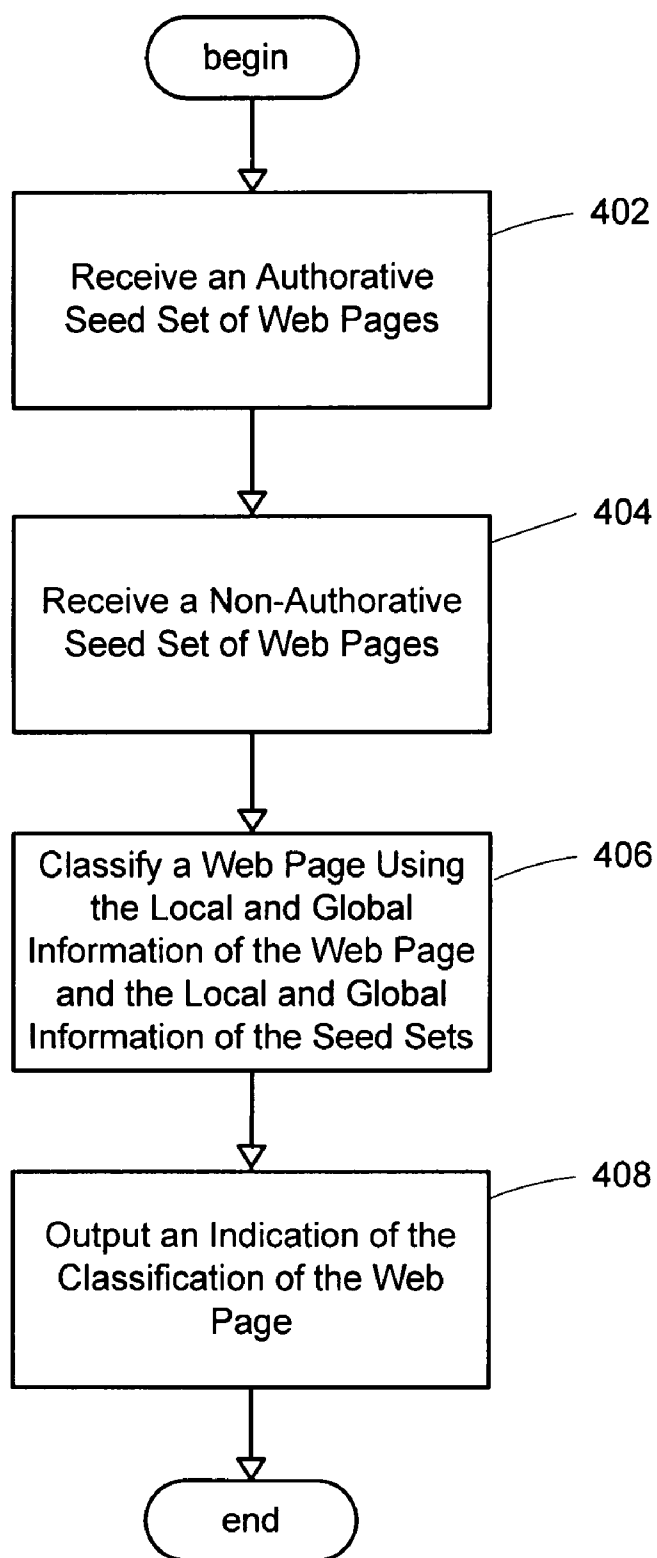 begin
402
Receive an Authorative
Seed Set of Web Pages
404
Receive a Non-Authorative
Seed Set of Web Pages
406
Classify a Web Page Using
the Local and Global
Information of the Web Page
and the Local and Global
Information of the Seed Sets
408
Output an Indication of the
Classification of the Web
Page
end